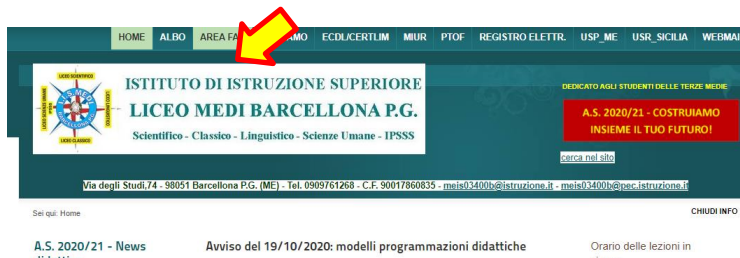 HOME ALBO AREA FA AMO ECDL/CERT.LIM MIUR PTOF REGISTRO ELETTR. USP_ME USR_SICILIA WEBMAI
LICEO SCIENTIFICO
I.I.S. MEDI BARCELLONA P.G.
LICEO CLASSICO
ISTITUTO DI ISTRUZIONE SUPERIORE
LICEO MEDI BARCELLONA P.G.
Scientifico - Classico - Linguistico - Scienze Umane - IPSSS
DEDICATO AGLI STUDENTI DELLE TERZE MEDIE
A.S. 2020/21 - COSTRUIAMO
INSIEME IL TUO FUTURO!
cerca nel sito
Via degli Studi,74 - 98051 Barcellona P.G. (ME) - Tel. 0909761268 - C.F. 90017860835 - meis03400b@istruzione.it - meis03400b@pec.istruzione.it
Sei qui: Home
CHIUDI INFO
A.S. 2020/21 - News
Avviso del 19/10/2020: modelli programmazioni didattiche
Orario delle lezioni in